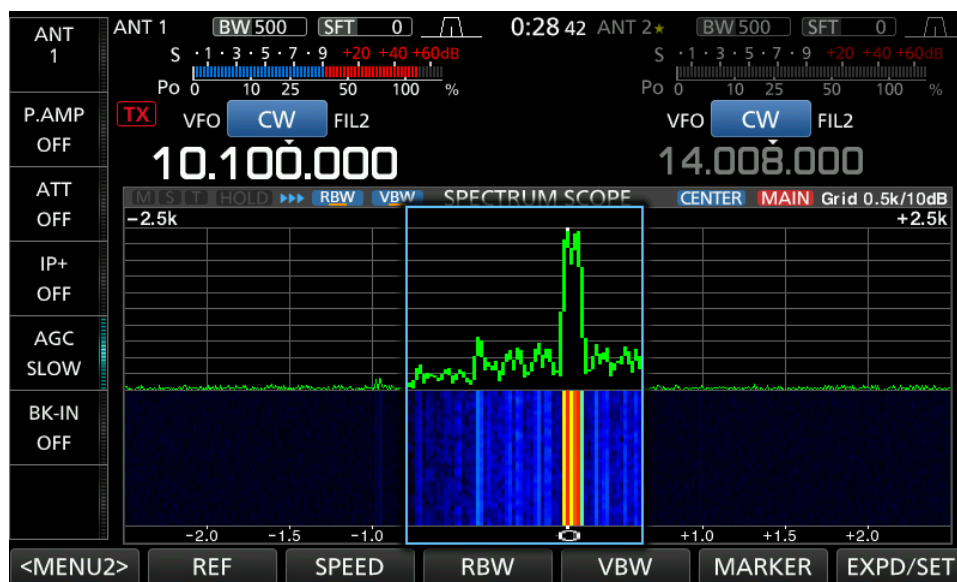 ANT 1 BW 500 SFT 0 0:28 42 ANT 2★ BW 500 SFT 0
ANT
1
S ·1·3·5·7·9 +20 +40 +60dB S ·1·3·5·7·9 +20 +40 +60dB
Po 0 10 25 50 100 % Po 0 10 25 50 100 %
P.AMP
OFF
TX VFO CW FIL2 VFO CW FIL2
10.100.000 14.008.000
ATT
OFF
M S T HOLD ▸▸▸ RBW VBW SPECTRUM SCOPE CENTER MAIN Grid 0.5k/10dB
−2.5k +2.5k
IP+
OFF
AGC
SLOW
BK-IN
OFF
-2.0 -1.5 -1.0 +1.0 +1.5 +2.0
<MENU2> REF SPEED RBW VBW MARKER EXPD/SET